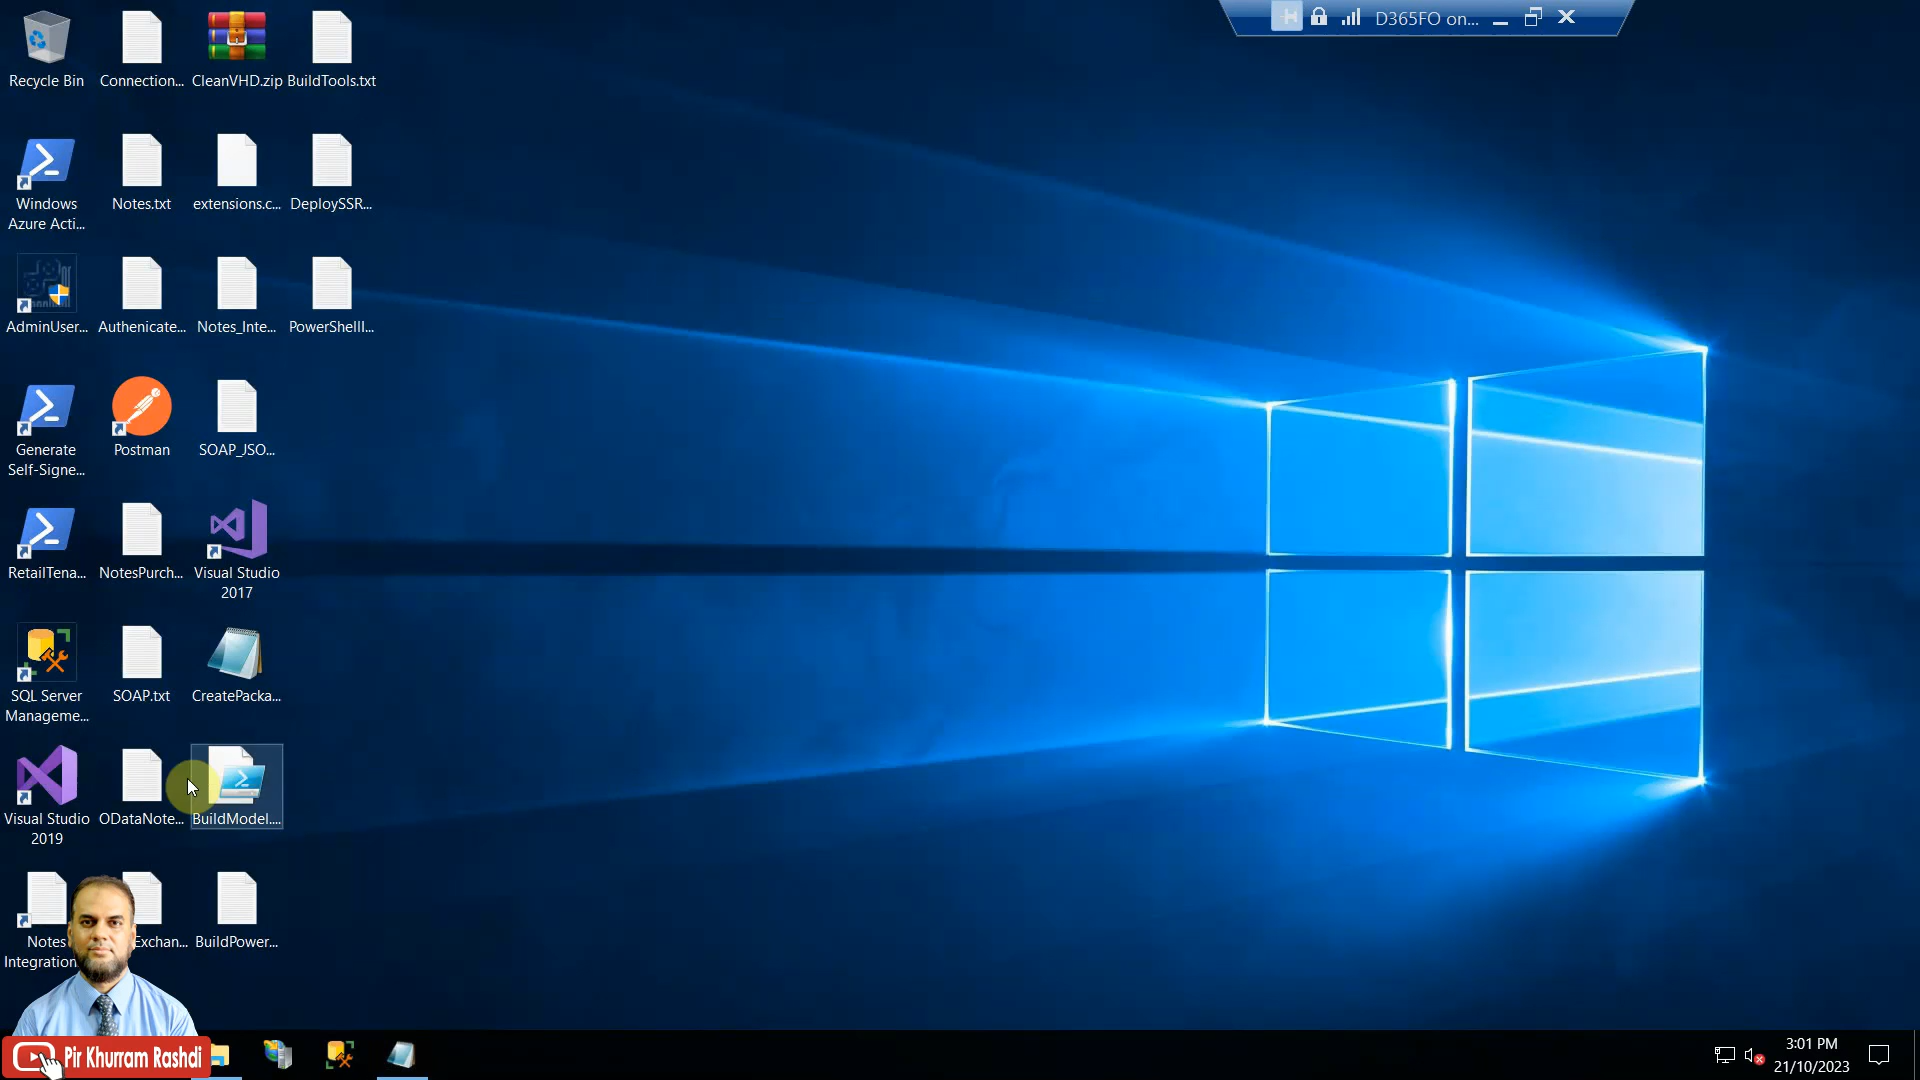 D365FO on...
Recycle Bin
Connection...
CleanVHD.zip
BuildTools.txt
Windows
Azure Acti...
Notes.txt
extensions.c...
DeploySSR...
AdminUser...
Authenicate...
Notes_Inte...
PowerShellI...
Generate
Self-Signe...
Postman
SOAP_JSO...
RetailTena...
NotesPurch...
Visual Studio
2017
SQL Server
Manageme...
SOAP.txt
CreatePacka...
Visual Studio
2019
ODataNote...
BuildModel....
Notes
Integration
Exchan...
BuildPower...
Pir Khurram Rashdi
3:01 PM
21/10/2023